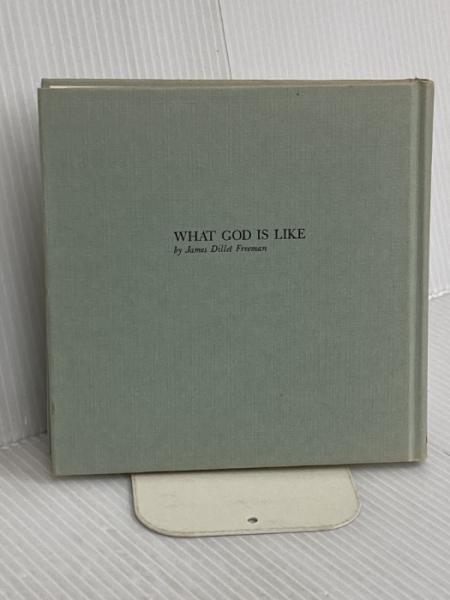 WHAT GOD IS LIKE
by James Dillet Freeman